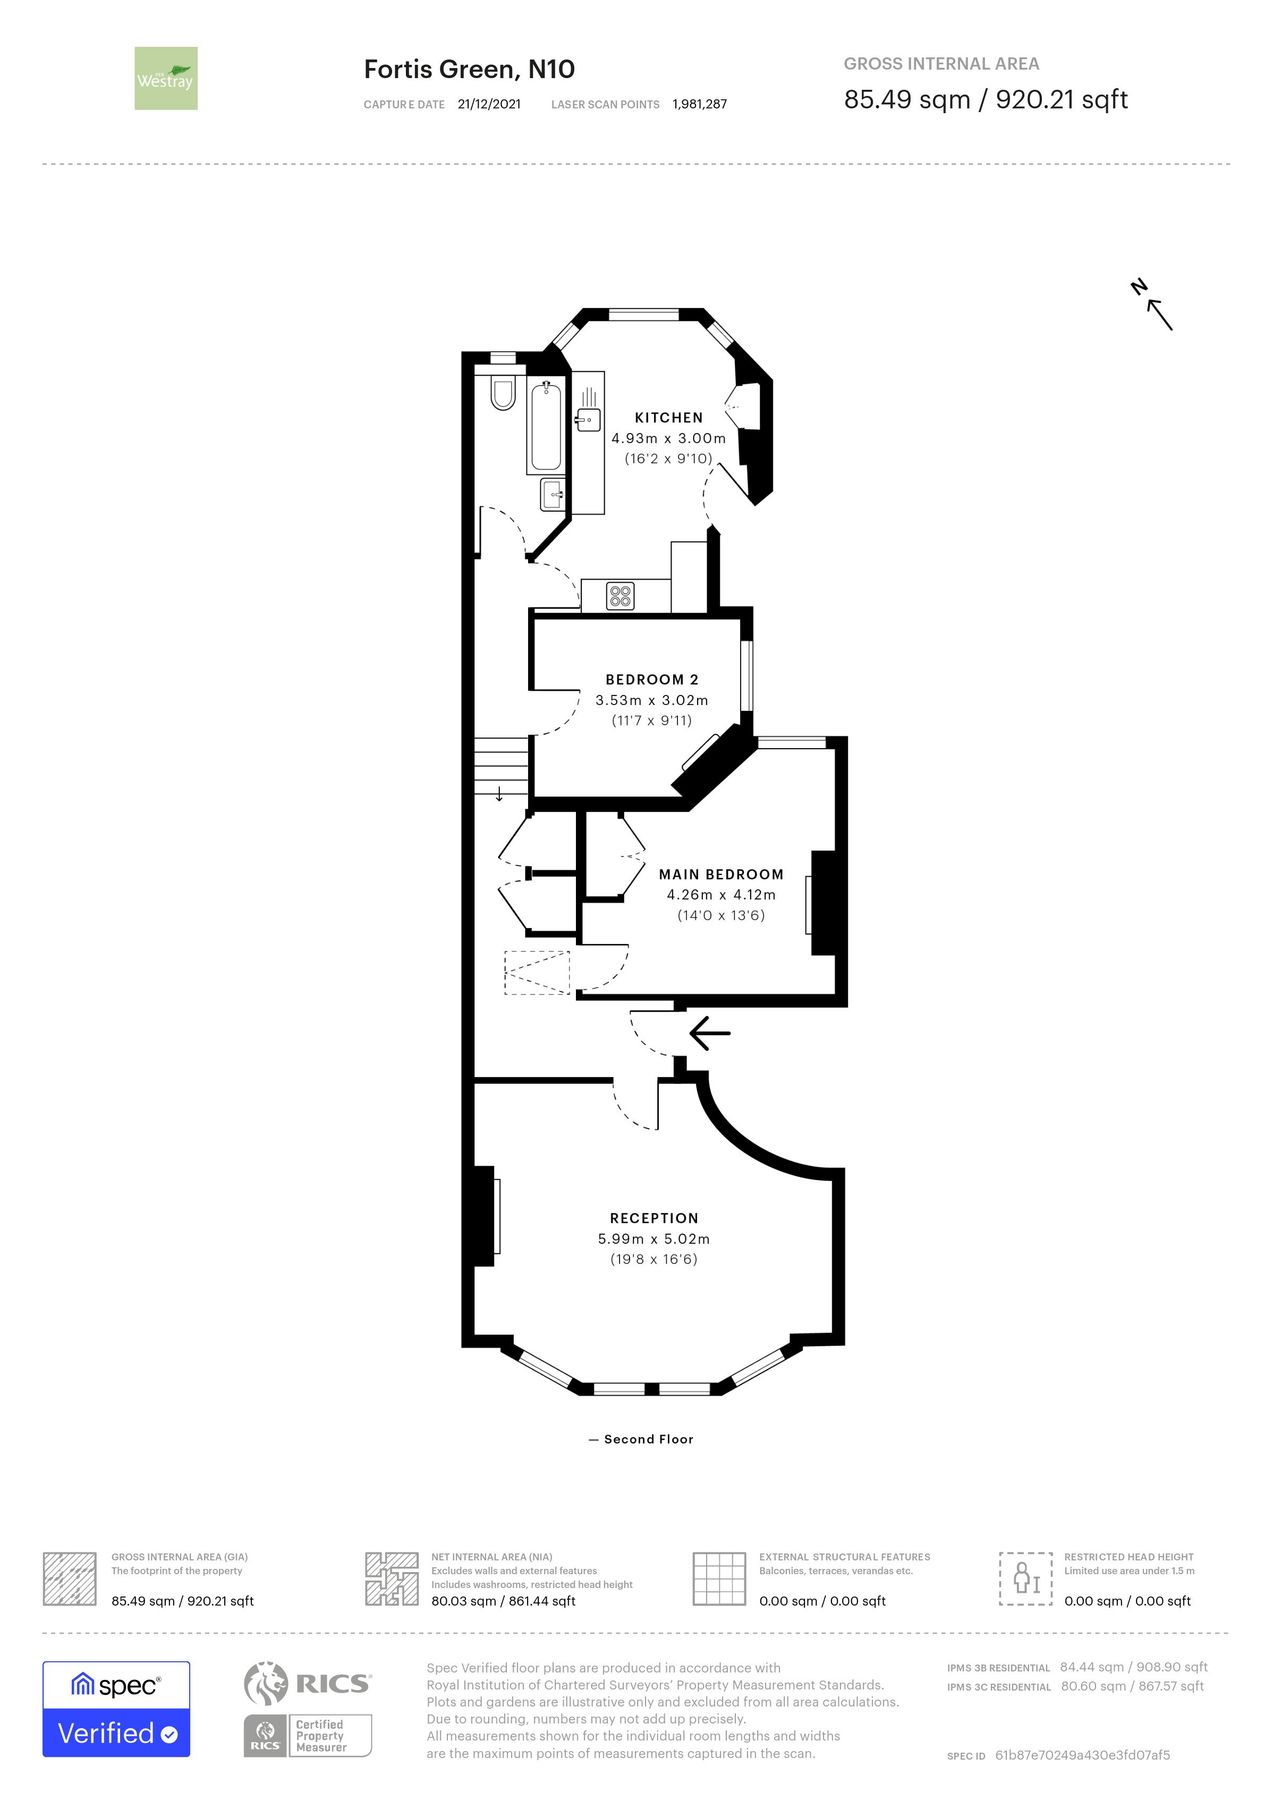 Westray
Fortis Green, N10
CAPTURE DATE 21/12/2021 LASER SCAN POINTS 1,981,287
GROSS INTERNAL AREA
85.49 sqm / 920.21 sqft
N
KITCHEN
4.93m x 3.00m
(16'2 x 9'10)
BEDROOM 2
3.53m x 3.02m
(11'7 x 9'11)
MAIN BEDROOM
4.26m x 4.12m
(14'0 x 13'6)
RECEPTION
5.99m x 5.02m
(19'8 x 16'6)
— Second Floor
GROSS INTERNAL AREA (GIA)
The footprint of the property
85.49 sqm / 920.21 sqft
NET INTERNAL AREA (NIA)
Excludes walls and external features
Includes washrooms, restricted head height
80.03 sqm / 861.44 sqft
EXTERNAL STRUCTURAL FEATURES
Balconies, terraces, verandas etc.
0.00 sqm / 0.00 sqft
RESTRICTED HEAD HEIGHT
Limited use area under 1.5 m
0.00 sqm / 0.00 sqft
spec®
Verified
RICS®
RICS
Certified
Property
Measurer
Spec Verified floor plans are produced in accordance with
Royal Institution of Chartered Surveyors' Property Measurement Standards.
Plots and gardens are illustrative only and excluded from all area calculations.
Due to rounding, numbers may not add up precisely.
All measurements shown for the individual room lengths and widths
are the maximum points of measurements captured in the scan.
IPMS 3B RESIDENTIAL 84.44 sqm / 908.90 sqft
IPMS 3C RESIDENTIAL 80.60 sqm / 867.57 sqft
SPEC ID 61b87e70249a430e3fd07af5